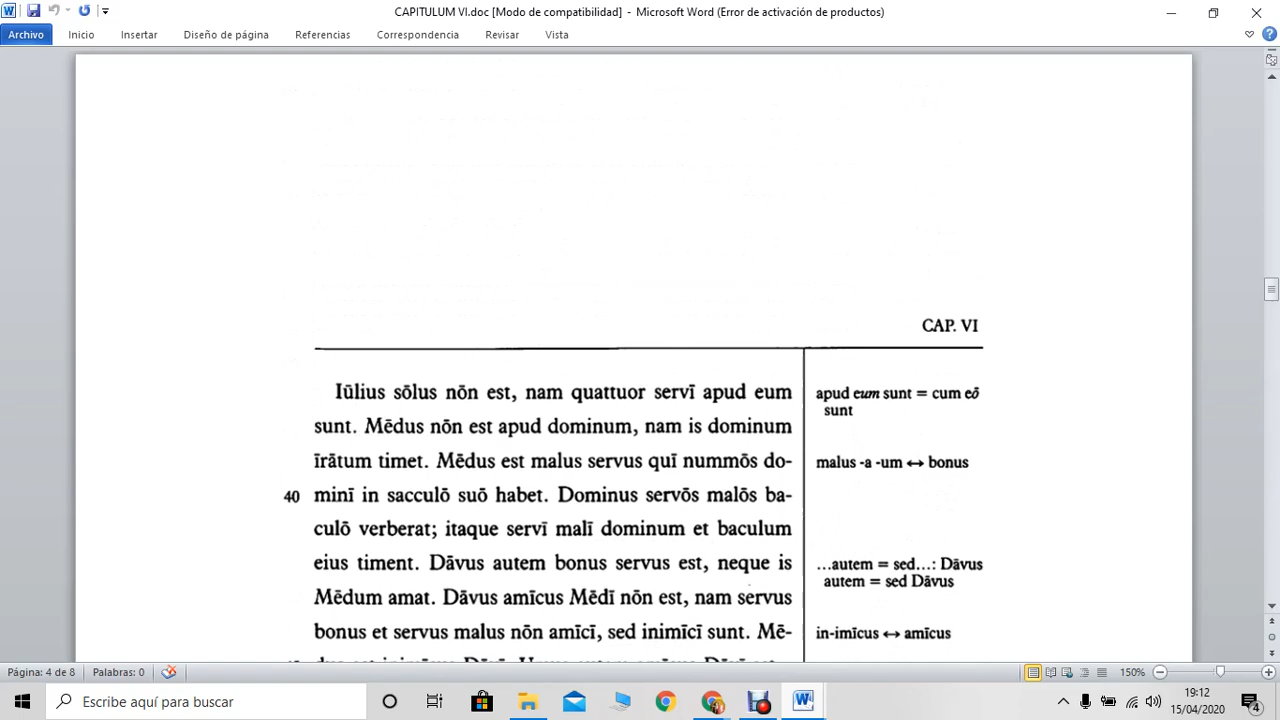 CAPITULUM VI.doc [Modo de compatibilidad] - Microsoft Word (Error de activación de productos)
Archivo Inicio Insertar Diseño de página Referencias Correspondencia Revisar Vista
CAP. VI
Iūlius sōlus nōn est, nam quattuor servī apud eum
sunt. Mēdus nōn est apud dominum, nam is dominum
īrātum timet. Mēdus est malus servus quī nummōs do-
40 minī in sacculō suō habet. Dominus servōs malōs ba-
culō verberat; itaque servī malī dominum et baculum
eius timent. Dāvus autem bonus servus est, neque is
Mēdum amat. Dāvus amīcus Mēdī nōn est, nam servus
bonus et servus malus nōn amīcī, sed inimīcī sunt. Mē-
apud eum sunt = cum eō
sunt
malus -a -um ↔ bonus
...autem = sed...: Dāvus
autem = sed Dāvus
in-imīcus ↔ amīcus
Página: 4 de 8 Palabras: 0 150%
Escribe aquí para buscar
9:12
15/04/2020
4